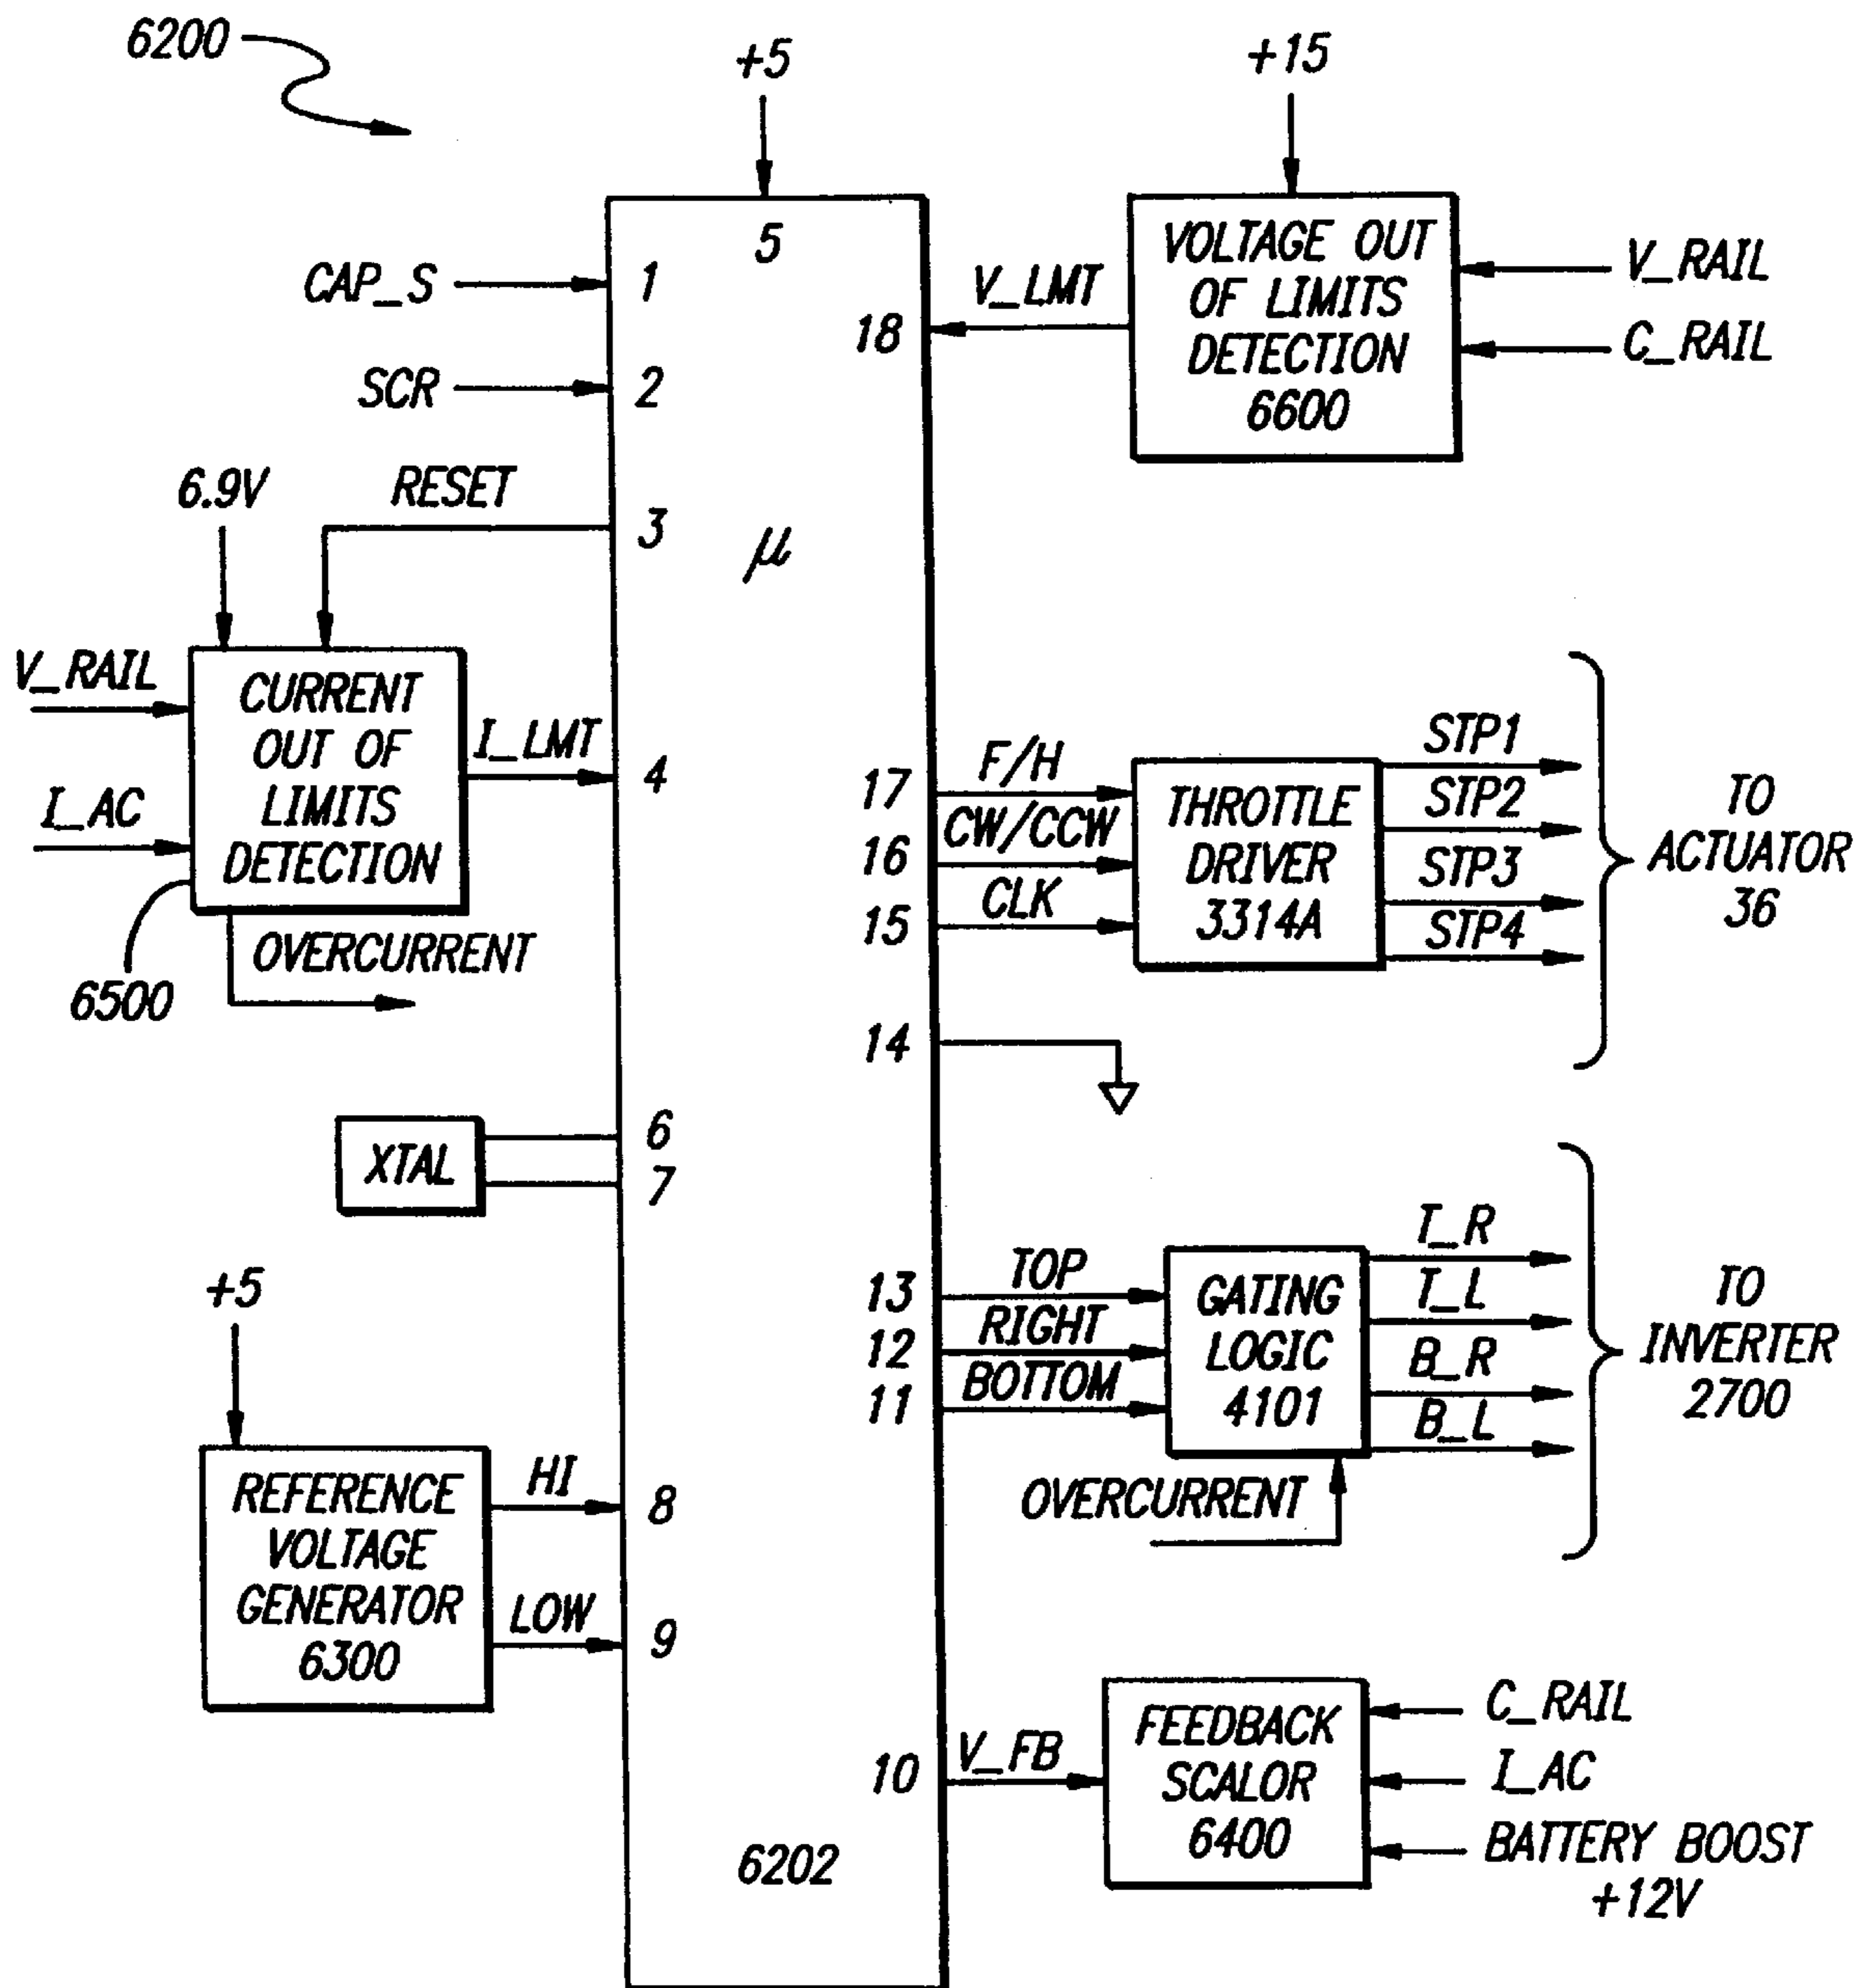 6200
+5
+15
5
CAP_S
1
SCR
2
RESET
3
6.9V
μ
V_RAIL
I_AC
CURRENT
OUT OF
LIMITS
DETECTION
I_LMT
4
OVERCURRENT
6500
XTAL
6
7
+5
REFERENCE
VOLTAGE
GENERATOR
6300
HI
8
LOW
9
6202
18
V_LMT
VOLTAGE OUT
OF LIMITS
DETECTION
6600
V_RAIL
C_RAIL
17
F/H
16
CW/CCW
15
CLK
THROTTLE
DRIVER
3314A
STP1
STP2
STP3
STP4
TO
ACTUATOR
36
14
13
TOP
12
RIGHT
11
BOTTOM
GATING
LOGIC
4101
T_R
T_L
B_R
B_L
TO
INVERTER
2700
OVERCURRENT
10
V_FB
FEEDBACK
SCALOR
6400
C_RAIL
I_AC
BATTERY BOOST
+12V